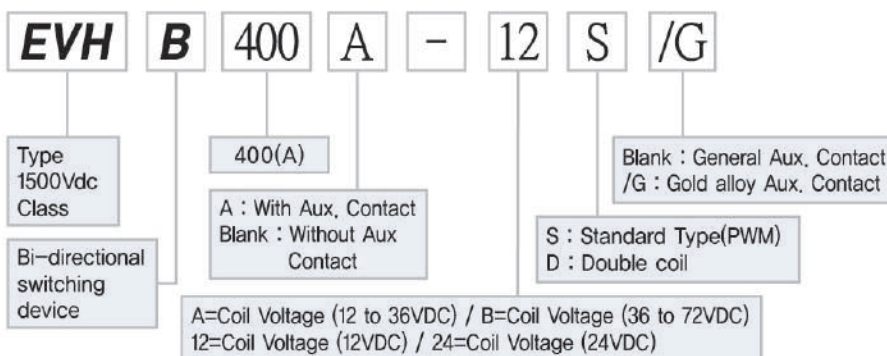 EVH B 400 A - 12 S /G
Type
1500Vdc
Class
400(A)
Blank : General Aux. Contact
/G : Gold alloy Aux. Contact
A : With Aux. Contact
Blank : Without Aux
Contact
S : Standard Type(PWM)
D : Double coil
Bi-directional
switching
device
A=Coil Voltage (12 to 36VDC) / B=Coil Voltage (36 to 72VDC)
12=Coil Voltage (12VDC) / 24=Coil Voltage (24VDC)